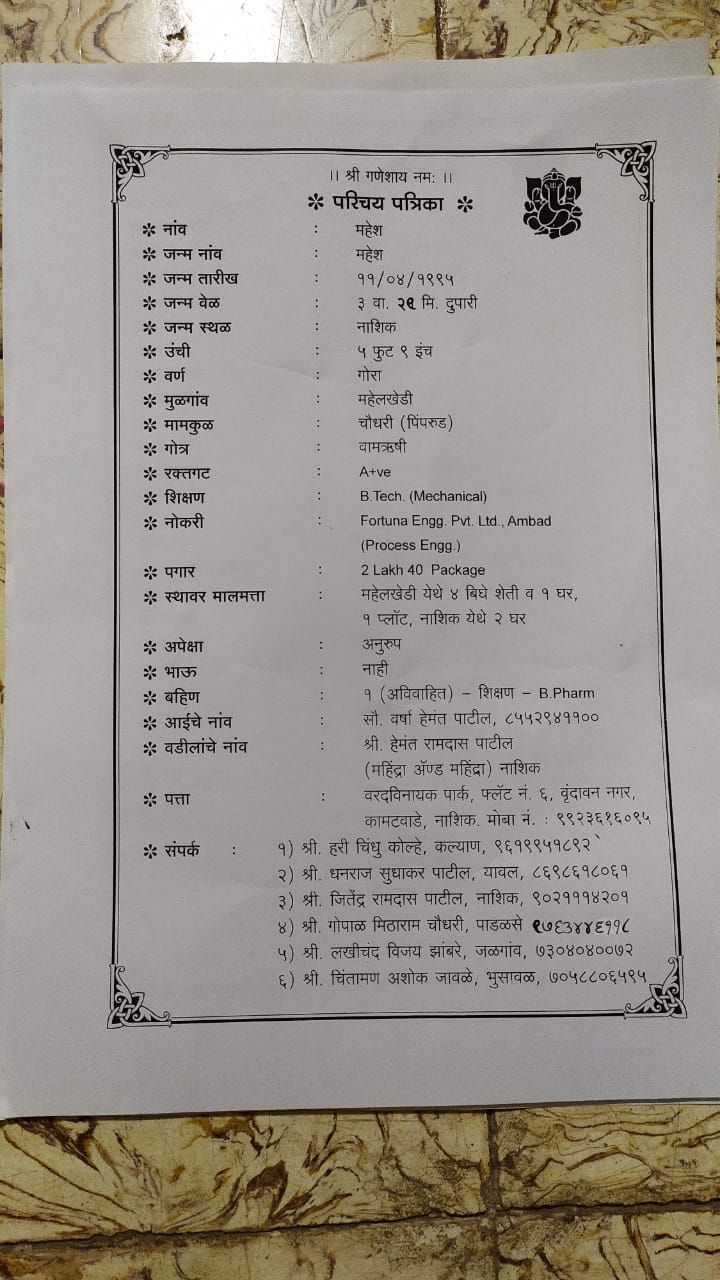 ।। श्री गणेशाय नमः ।।
❇ परिचय पत्रिका ❇
❇ नांव : महेश
❇ जन्म नांव : महेश
❇ जन्म तारीख : ११/०४/१९९५
❇ जन्म वेळ : ३ वा. २९ मि. दुपारी
❇ जन्म स्थळ : नाशिक
❇ उंची : ५ फुट ९ इंच
❇ वर्ण : गोरा
❇ मुळगांव : महेलखेडी
❇ मामकुळ : चौधरी (पिंपरुड)
❇ गोत्र : वामऋषी
❇ रक्तगट : A+ve
❇ शिक्षण : B.Tech. (Mechanical)
❇ नोकरी : Fortuna Engg. Pvt. Ltd., Ambad
(Process Engg.)
❇ पगार : 2 Lakh 40 Package
❇ स्थावर मालमत्ता : महेलखेडी येथे ४ बिघे शेती व १ घर,
१ प्लॉट, नाशिक येथे २ घर
❇ अपेक्षा : अनुरुप
❇ भाऊ : नाही
❇ बहिण : १ (अविवाहित) – शिक्षण – B.Pharm
❇ आईचे नांव : सौ. वर्षा हेमंत पाटील, ८५५२९४११००
❇ वडीलांचे नांव : श्री. हेमंत रामदास पाटील
(महिंद्रा ॲण्ड महिंद्रा) नाशिक
❇ पत्ता : वरदविनायक पार्क, फ्लॅट नं. ६, वृंदावन नगर,
कामटवाडे, नाशिक. मोबा नं. : ९९२३६१६०९५
❇ संपर्क : १) श्री. हरी चिंधु कोल्हे, कल्याण, ९६१९९५१८९२
२) श्री. धनराज सुधाकर पाटील, यावल, ८६९८६१८०६१
३) श्री. जितेंद्र रामदास पाटील, नाशिक, ९०२१११४२०१
४) श्री. गोपाळ मिठाराम चौधरी, पाडळसे ९७६३४४६११८
५) श्री. लखीचंद विजय झांबरे, जळगांव, ७३०४०४००७२
६) श्री. चिंतामण अशोक जावळे, भुसावळ, ७०५८८०६५९५